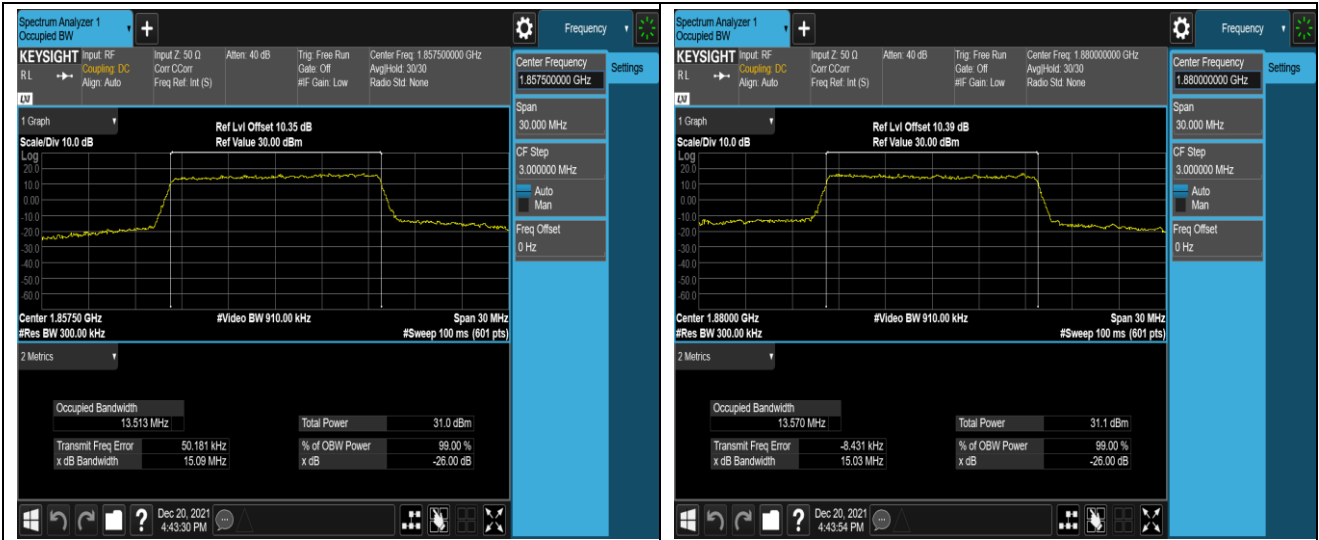 Spectrum Analyzer 1
Occupied BW
Frequency
KEYSIGHT
Input: RF
Input Z: 50 Ω
Atten: 40 dB
Trig: Free Run
Center Freq: 1.857500000 GHz
R L
Coupling: DC
Corr CCorr
Gate: Off
Avg|Hold: 30/30
Align: Auto
Freq Ref: Int (S)
#IF Gain: Low
Radio Std: None
LXI
Center Frequency
1.857500000 GHz
Settings
Span
30.000 MHz
CF Step
3.000000 MHz
Auto
Man
Freq Offset
0 Hz
1 Graph
Ref Lvl Offset 10.35 dB
Scale/Div 10.0 dB
Ref Value 30.00 dBm
Log
20.0
10.0
0.00
-10.0
-20.0
-30.0
-40.0
-50.0
-60.0
Center 1.85750 GHz
#Video BW 910.00 kHz
Span 30 MHz
#Res BW 300.00 kHz
#Sweep 100 ms (601 pts)
2 Metrics
Occupied Bandwidth
13.513 MHz
Total Power
31.0 dBm
Transmit Freq Error
50.181 kHz
% of OBW Power
99.00 %
x dB Bandwidth
15.09 MHz
x dB
-26.00 dB
?
Dec 20, 2021
4:43:30 PM
Spectrum Analyzer 1
Occupied BW
Frequency
KEYSIGHT
Input: RF
Input Z: 50 Ω
Atten: 40 dB
Trig: Free Run
Center Freq: 1.880000000 GHz
R L
Coupling: DC
Corr CCorr
Gate: Off
Avg|Hold: 30/30
Align: Auto
Freq Ref: Int (S)
#IF Gain: Low
Radio Std: None
LXI
Center Frequency
1.880000000 GHz
Settings
Span
30.000 MHz
CF Step
3.000000 MHz
Auto
Man
Freq Offset
0 Hz
1 Graph
Ref Lvl Offset 10.39 dB
Scale/Div 10.0 dB
Ref Value 30.00 dBm
Log
20.0
10.0
0.00
-10.0
-20.0
-30.0
-40.0
-50.0
-60.0
Center 1.88000 GHz
#Video BW 910.00 kHz
Span 30 MHz
#Res BW 300.00 kHz
#Sweep 100 ms (601 pts)
2 Metrics
Occupied Bandwidth
13.570 MHz
Total Power
31.1 dBm
Transmit Freq Error
-8.431 kHz
% of OBW Power
99.00 %
x dB Bandwidth
15.03 MHz
x dB
-26.00 dB
?
Dec 20, 2021
4:43:54 PM